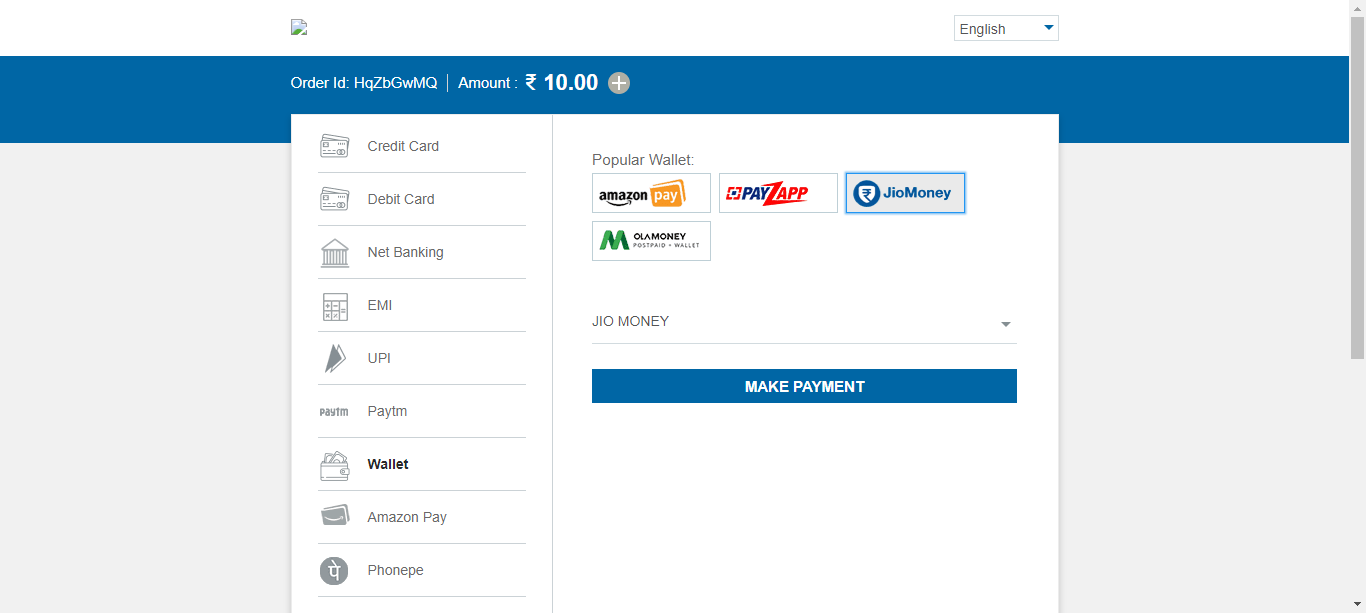 English
Order Id: HqZbGwMQ Amount : ₹ 10.00
Credit Card
Debit Card
Net Banking
EMI
UPI
Paytm
Paytm
Wallet
Amazon Pay
पे
Phonepe
Popular Wallet:
amazon pay
PAYZAPP
₹ JioMoney
OLAMONEY
POSTPAID + WALLET
JIO MONEY
MAKE PAYMENT